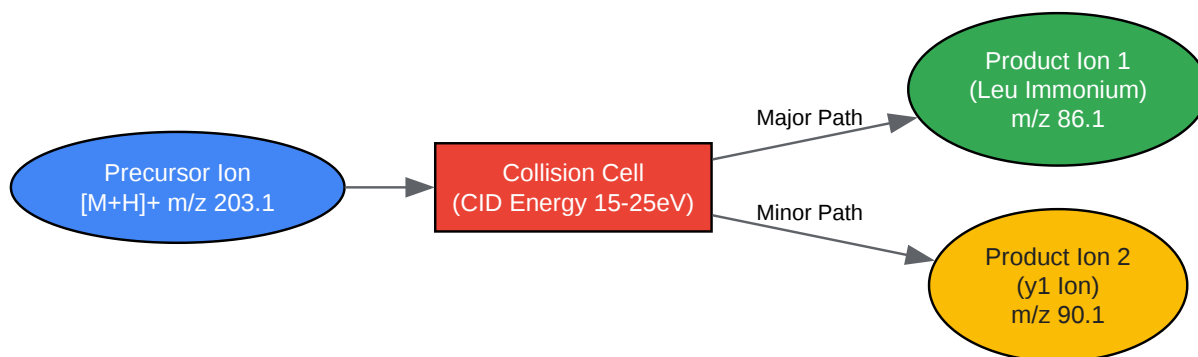 Precursor Ion
[M+H]+ m/z 203.1
Collision Cell
(CID Energy 15-25eV)
Major Path
Minor Path
Product Ion 1
(Leu Immonium)
m/z 86.1
Product Ion 2
(y1 Ion)
m/z 90.1